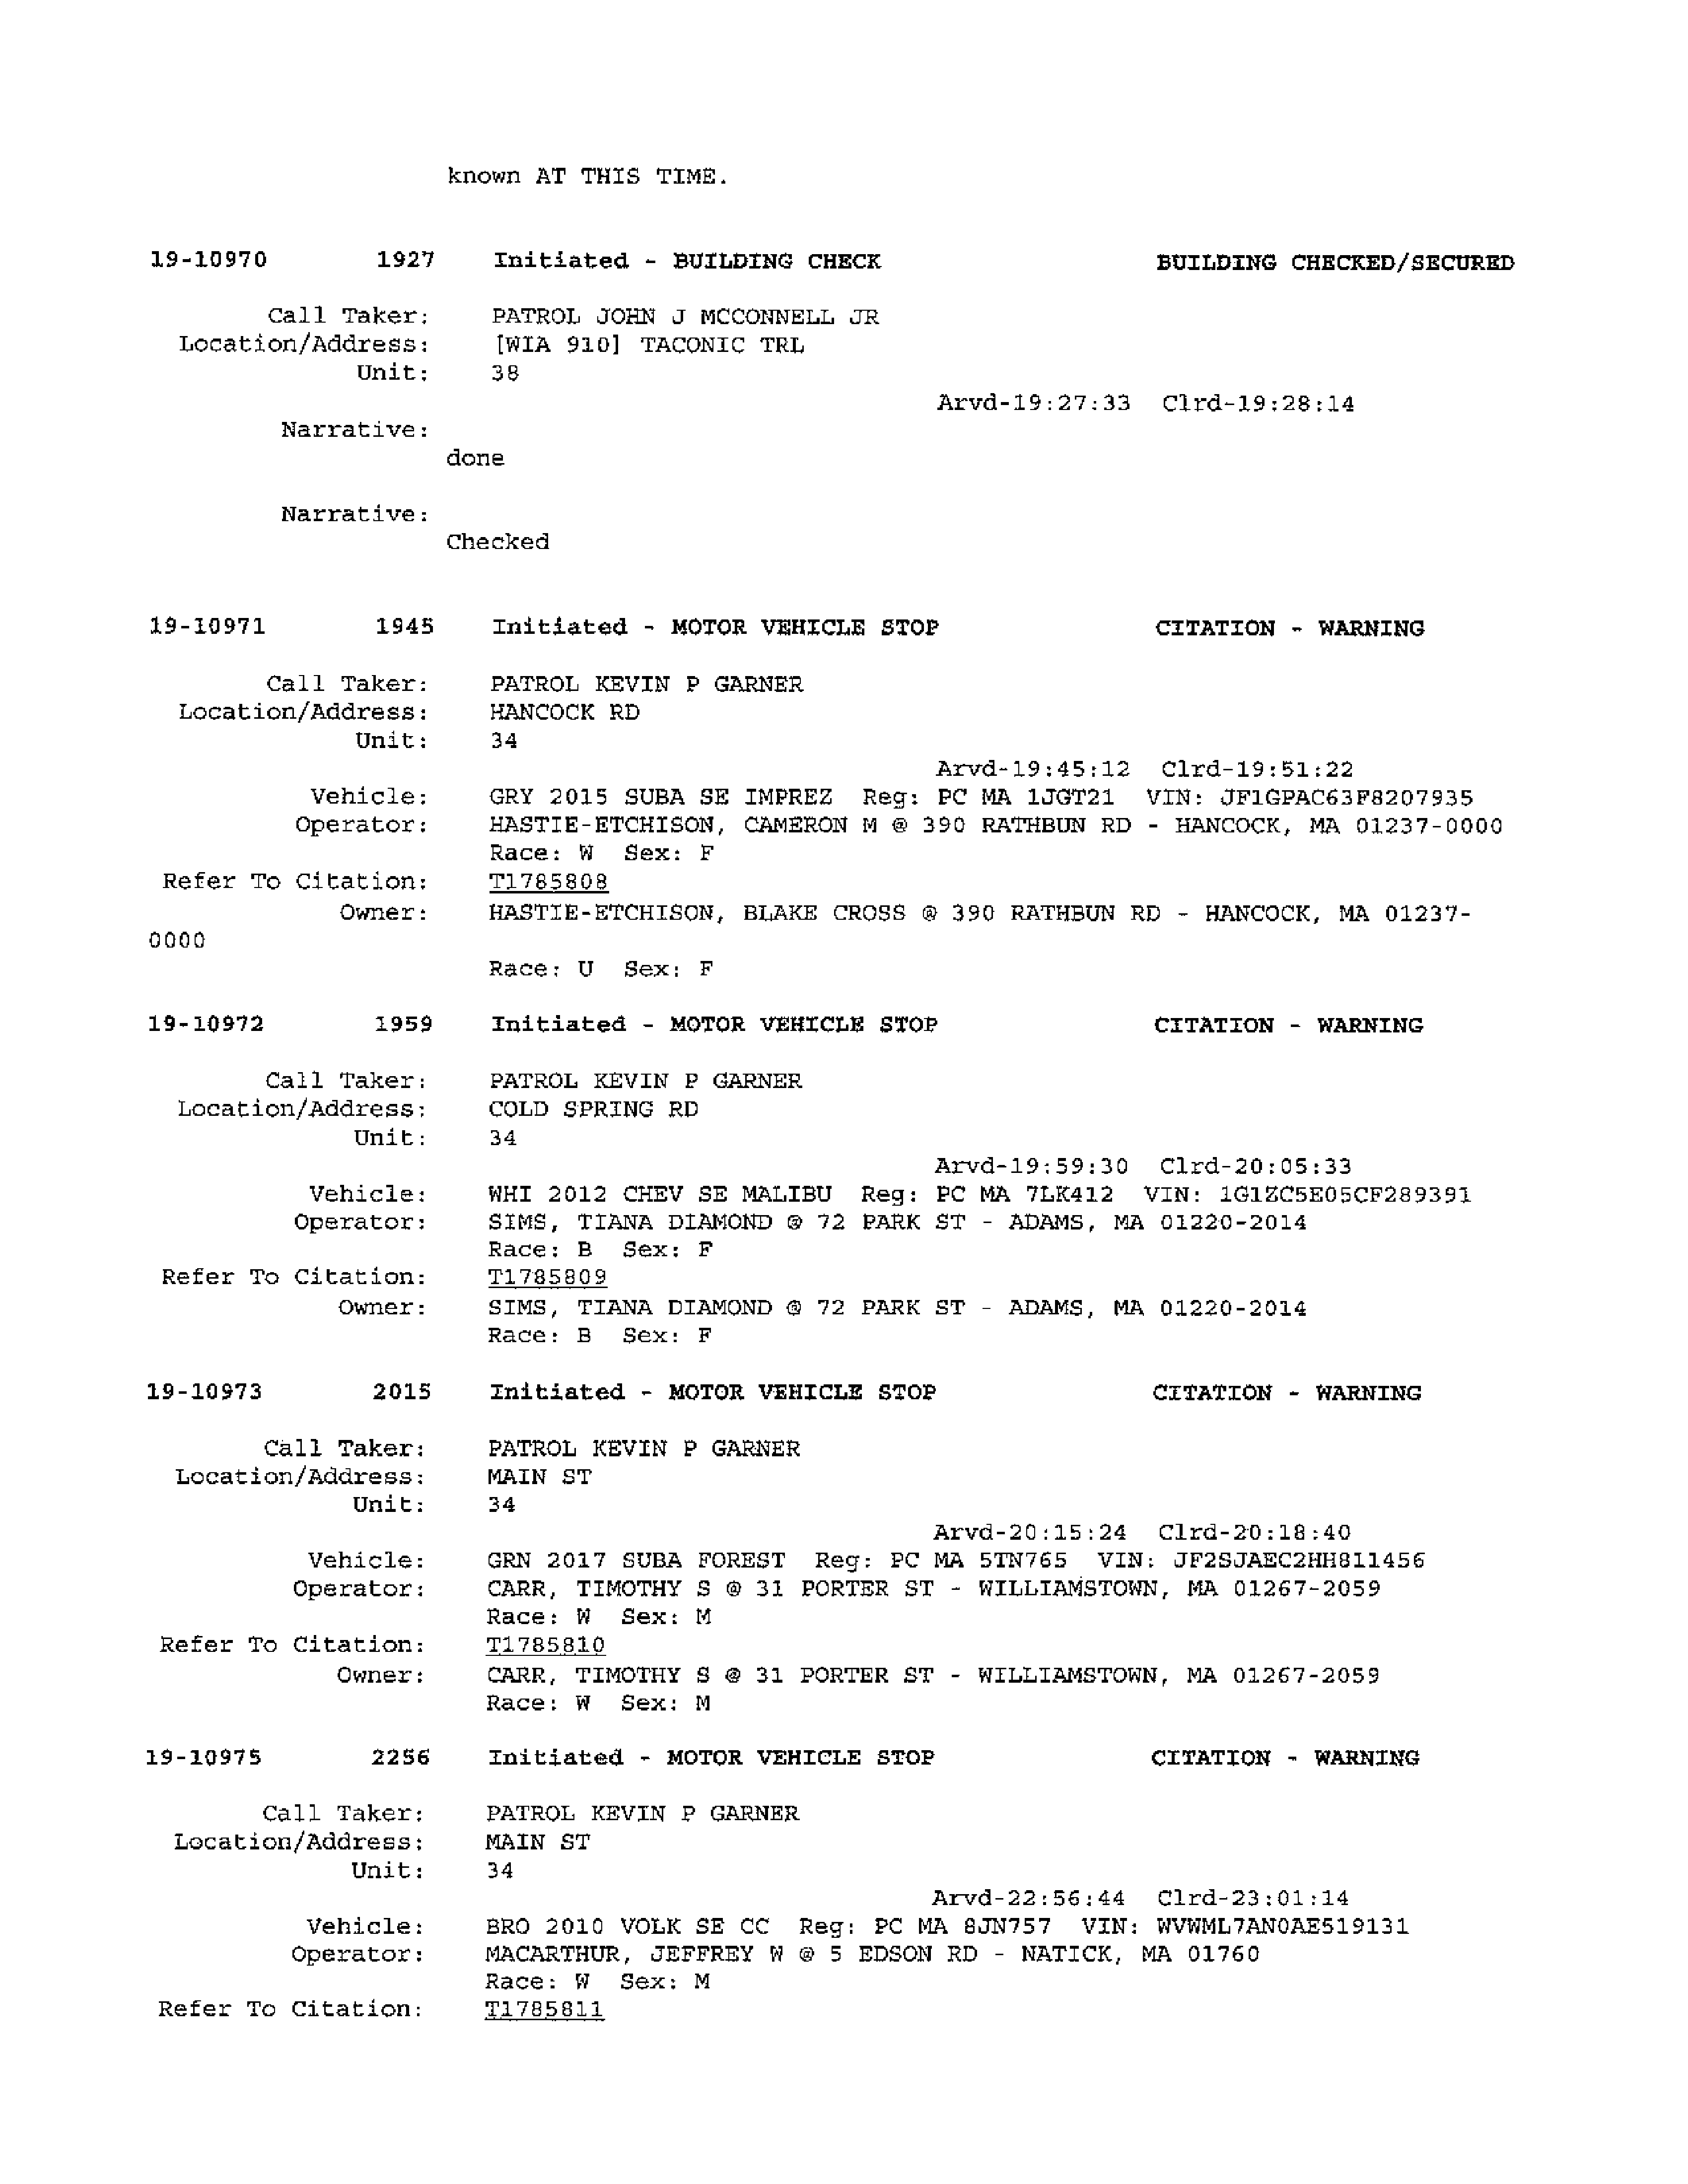 known AT THIS TIME.
19-10970 1927 Initiated - BUILDING CHECK BUILDING CHECKED/SECURED
Call Taker: PATROL JOHN J MCCONNELL JR
Location/Address: [WIA 910] TACONIC TRL
Unit: 38
Arvd-19:27:33 Clrd-19:28:14
Narrative:
done
Narrative:
Checked
19-10971 1945 Initiated - MOTOR VEHICLE STOP CITATION - WARNING
Call Taker: PATROL KEVIN P GARNER
Location/Address: HANCOCK RD
Unit: 34
Arvd-19:45:12 Clrd-19:51:22
Vehicle: GRY 2015 SUBA SE IMPREZ Reg: PC MA 1JGT21 VIN: JF1GPAC63F8207935
Operator: HASTIE-ETCHISON, CAMERON M @ 390 RATHBUN RD - HANCOCK, MA 01237-0000
Race: W Sex: F
Refer To Citation: T1785808
Owner: HASTIE-ETCHISON, BLAKE CROSS @ 390 RATHBUN RD - HANCOCK, MA 01237-
0000
Race: U Sex: F
19-10972 1959 Initiated - MOTOR VEHICLE STOP CITATION - WARNING
Call Taker: PATROL KEVIN P GARNER
Location/Address: COLD SPRING RD
Unit: 34
Arvd-19:59:30 Clrd-20:05:33
Vehicle: WHI 2012 CHEV SE MALIBU Reg: PC MA 7LK412 VIN: 1G1ZC5E05CF289391
Operator: SIMS, TIANA DIAMOND @ 72 PARK ST - ADAMS, MA 01220-2014
Race: B Sex: F
Refer To Citation: T1785809
Owner: SIMS, TIANA DIAMOND @ 72 PARK ST - ADAMS, MA 01220-2014
Race: B Sex: F
19-10973 2015 Initiated - MOTOR VEHICLE STOP CITATION - WARNING
Call Taker: PATROL KEVIN P GARNER
Location/Address: MAIN ST
Unit: 34
Arvd-20:15:24 Clrd-20:18:40
Vehicle: GRN 2017 SUBA FOREST Reg: PC MA 5TN765 VIN: JF2SJAEC2HH811456
Operator: CARR, TIMOTHY S @ 31 PORTER ST - WILLIAMSTOWN, MA 01267-2059
Race: W Sex: M
Refer To Citation: T1785810
Owner: CARR, TIMOTHY S @ 31 PORTER ST - WILLIAMSTOWN, MA 01267-2059
Race: W Sex: M
19-10975 2256 Initiated - MOTOR VEHICLE STOP CITATION - WARNING
Call Taker: PATROL KEVIN P GARNER
Location/Address: MAIN ST
Unit: 34
Arvd-22:56:44 Clrd-23:01:14
Vehicle: BRO 2010 VOLK SE CC Reg: PC MA 8JN757 VIN: WVWML7AN0AE519131
Operator: MACARTHUR, JEFFREY W @ 5 EDSON RD - NATICK, MA 01760
Race: W Sex: M
Refer To Citation: T1785811